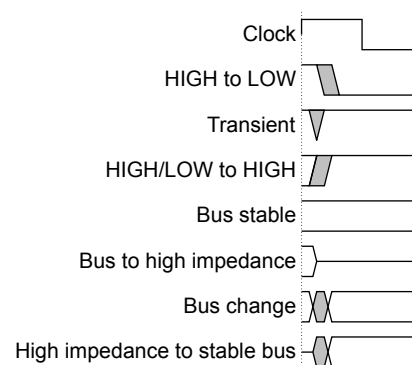 Clock
HIGH to LOW
Transient
HIGH/LOW to HIGH
Bus stable
Bus to high impedance
Bus change
High impedance to stable bus